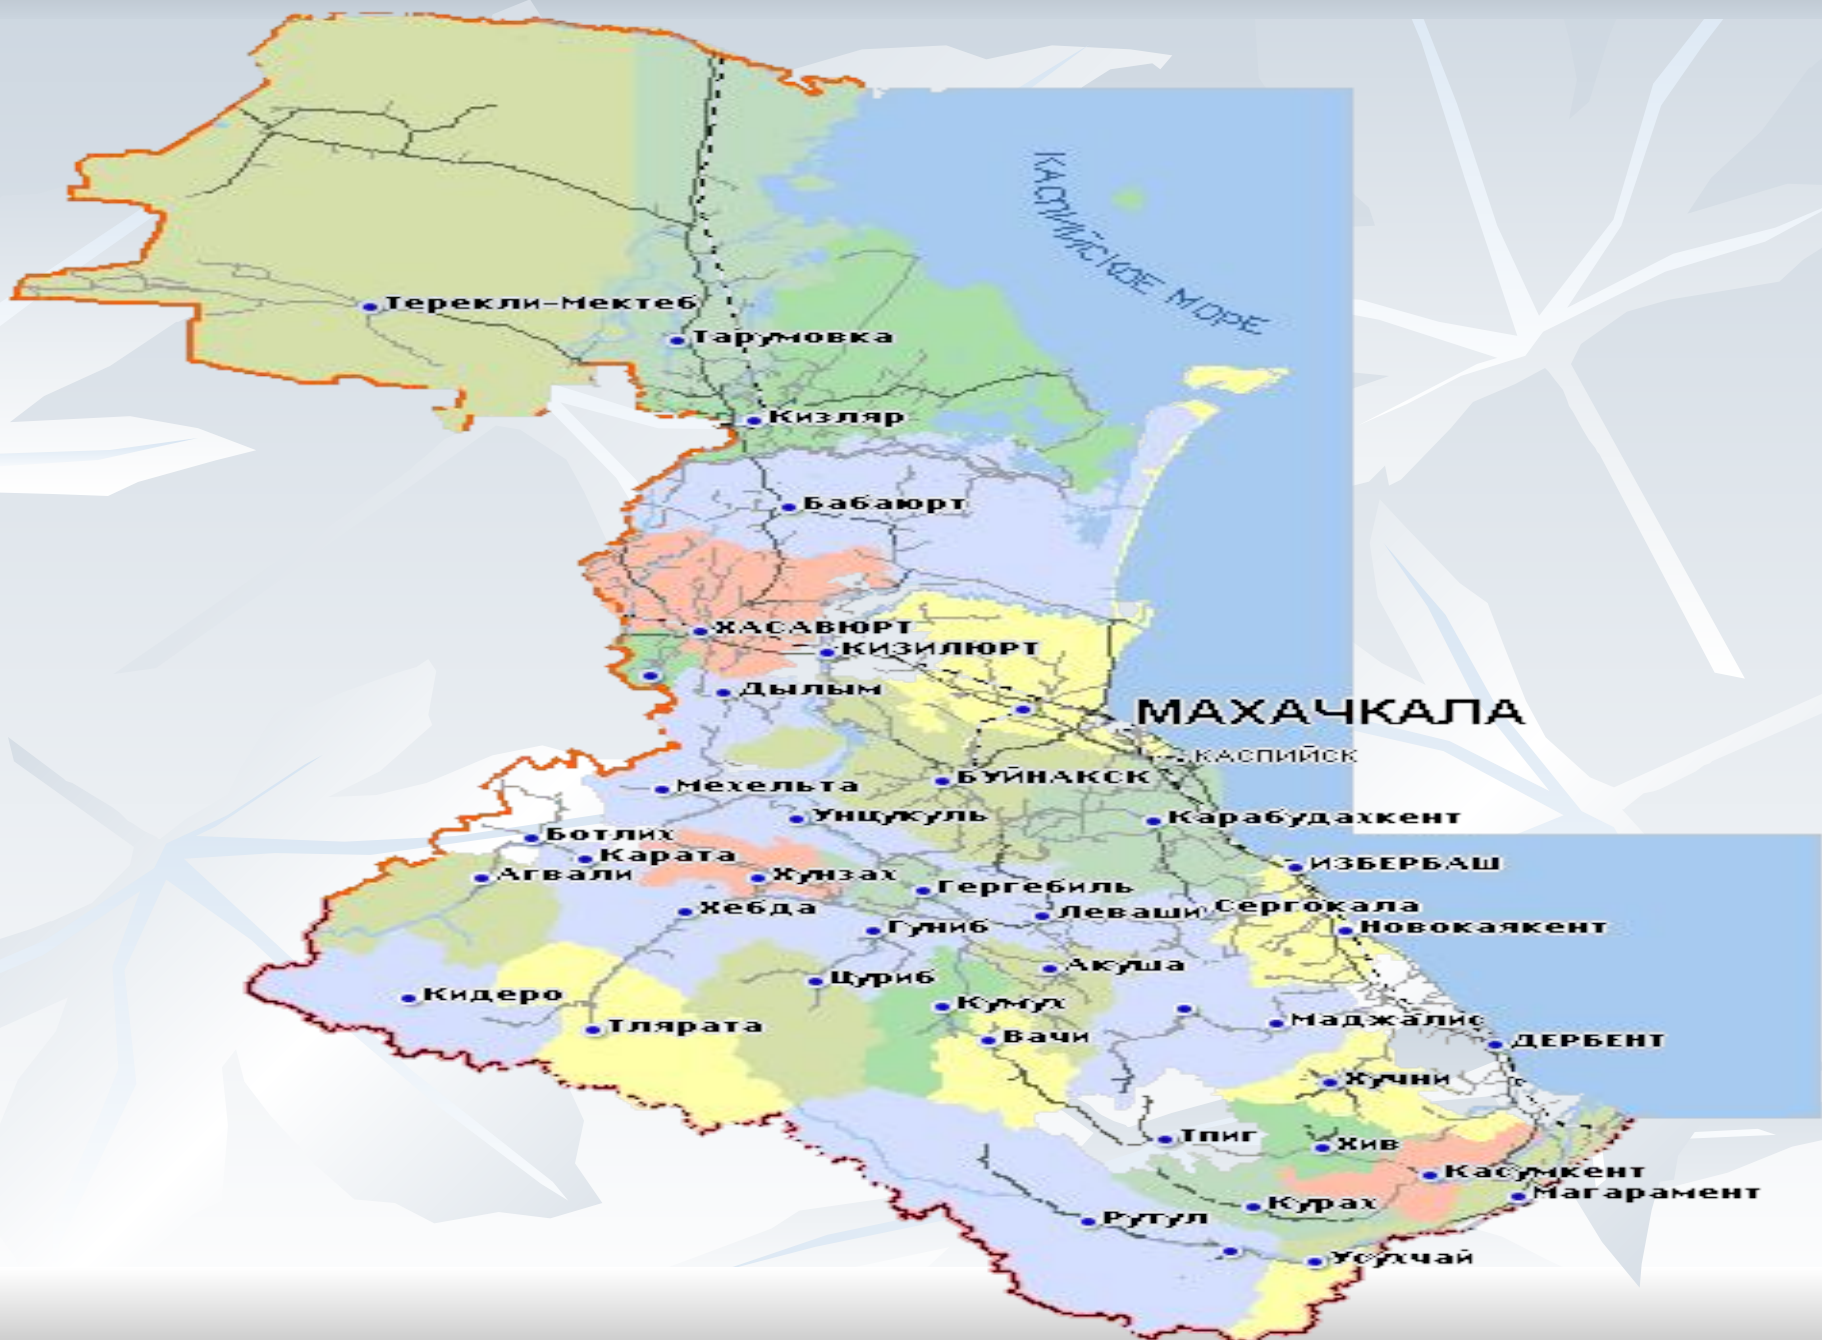 КАСПИЙСКОЕ МОРЕ
Терекли-Мектеб
Тарумовка
Кизляр
Бабаюрт
ХАСАВЮРТ
КИЗИЛЮРТ
Дылым
МАХАЧКАЛА
КАСПИЙСК
БУЙНАКСК
Мехельта
Унцукуль
Карабудахкент
Ботлих
Карата
ИЗБЕРБАШ
Агвали
Хунзах
Гергебиль
Хебда
Леваши
Сергокала
Гуниб
Новокаякент
Акуша
Цуриб
Кидеро
Кумух
Тлярата
Маджалис
Вачи
ДЕРБЕНТ
Хучни
Тпиг
Хив
Касумкент
Магарамент
Курах
Рутул
Усухчай